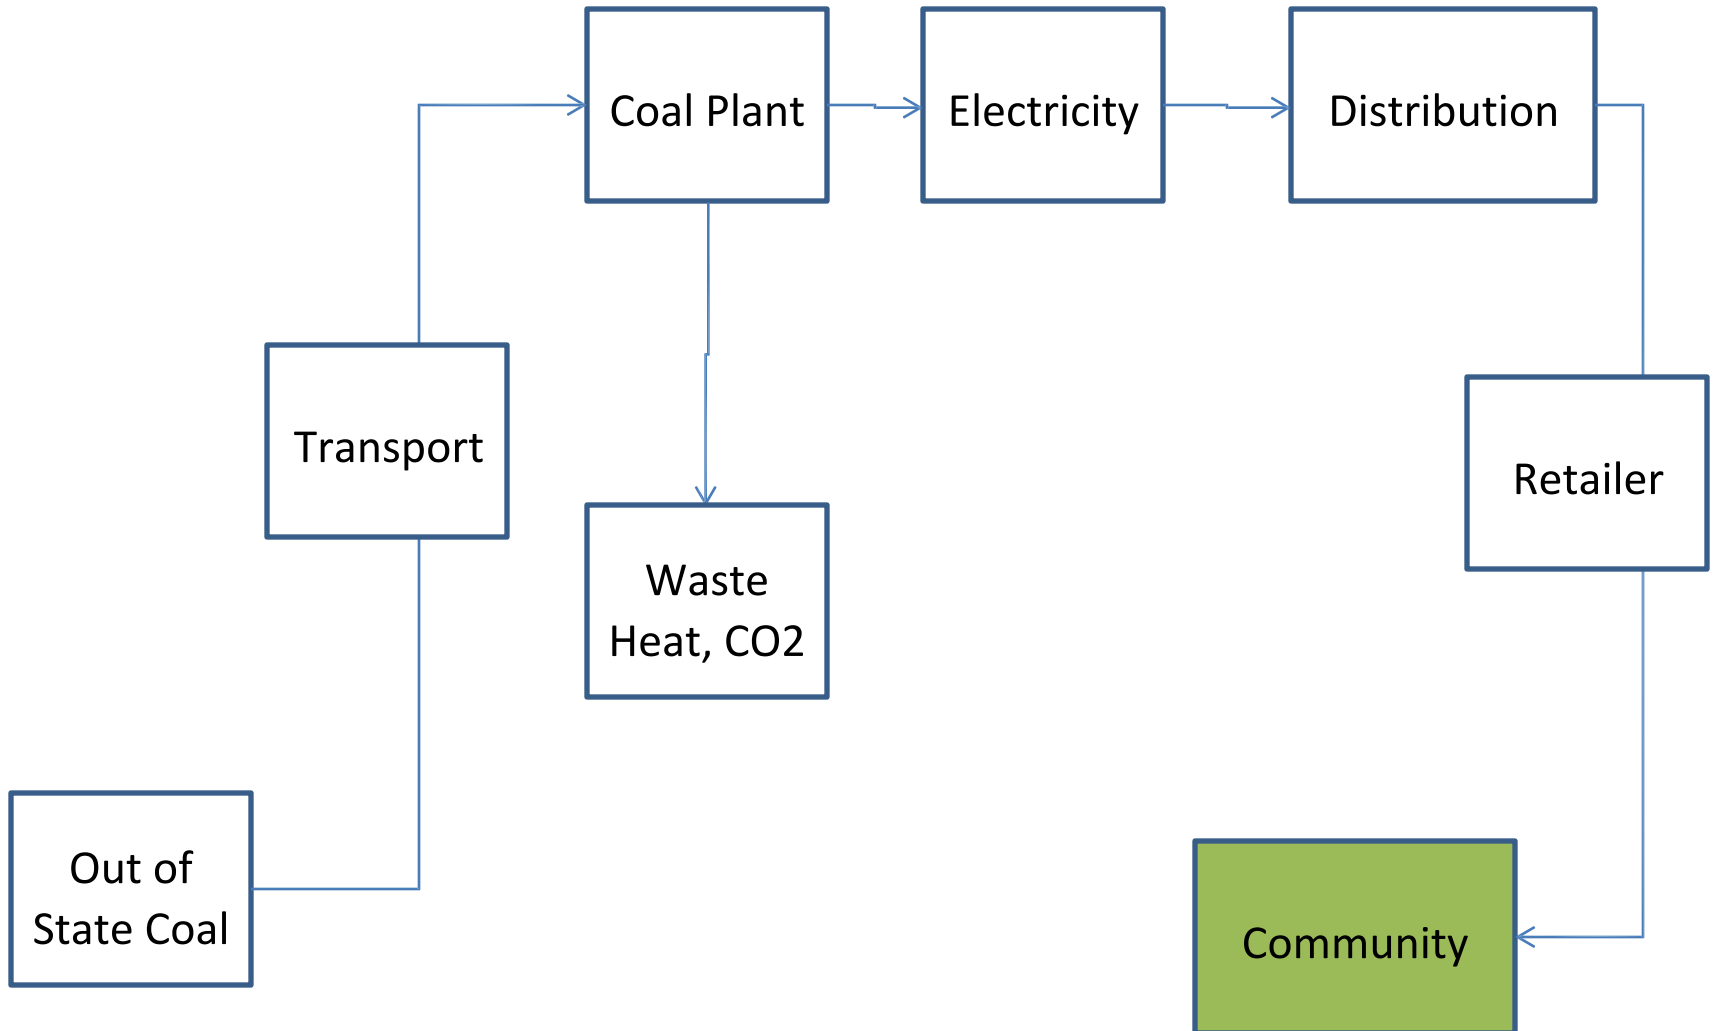 Coal Plant
Electricity
Distribution
Transport
Retailer
Waste
Heat, CO2
Out of
State Coal
Community